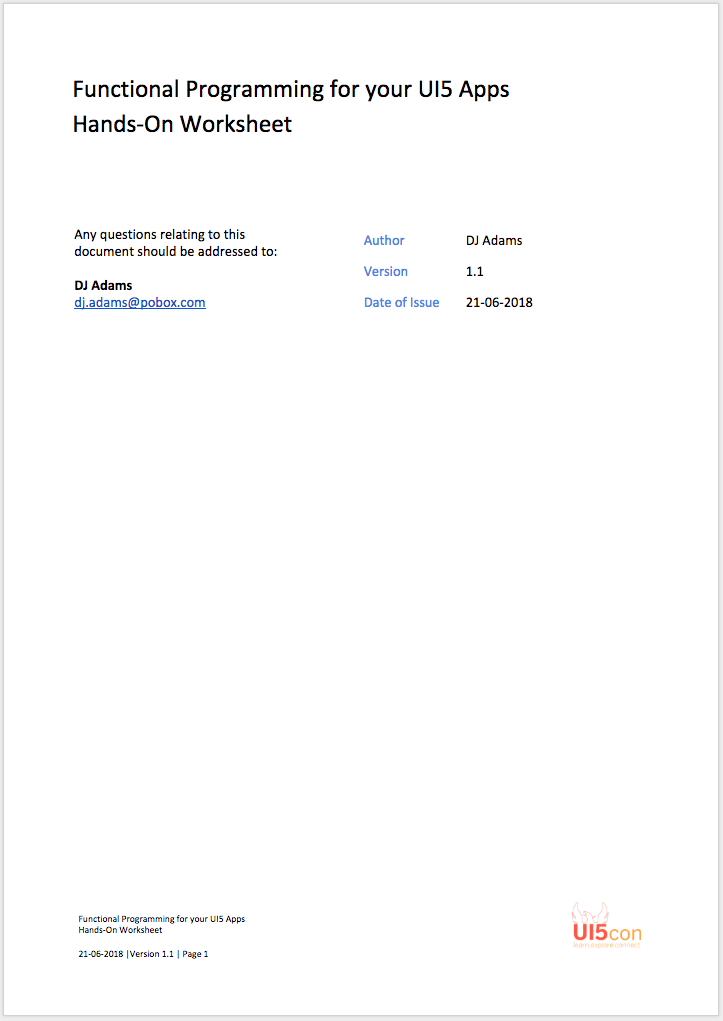 Functional Programming for your UI5 Apps
Hands-On Worksheet
Any questions relating to this
document should be addressed to:
DJ Adams
dj.adams@pobox.com
Author DJ Adams
Version 1.1
Date of Issue 21-06-2018
Functional Programming for your UI5 Apps
Hands-On Worksheet
21-06-2018 |Version 1.1 | Page 1
UI5con
learn.explore.connect